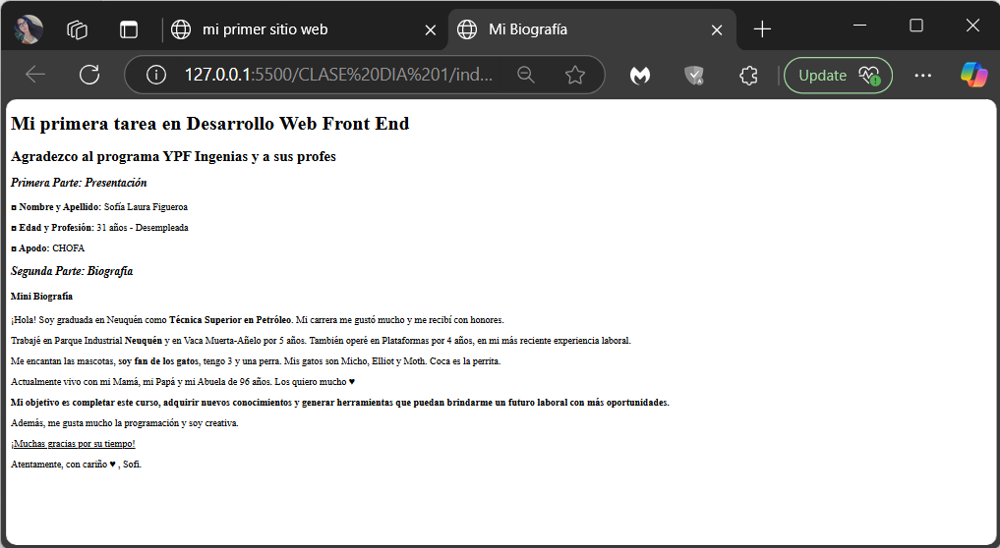 mi primer sitio web
Mi Biografía
127.0.0.1:5500/CLASE%20DIA%201/ind...
Update
Mi primera tarea en Desarrollo Web Front End
Agradezco al programa YPF Ingenias y a sus profes
Primera Parte: Presentación
¤ Nombre y Apellido: Sofía Laura Figueroa
¤ Edad y Profesión: 31 años - Desempleada
¤ Apodo: CHOFA
Segunda Parte: Biografía
Mini Biografía
¡Hola! Soy graduada en Neuquén como Técnica Superior en Petróleo. Mi carrera me gustó mucho y me recibí con honores.
Trabajé en Parque Industrial Neuquén y en Vaca Muerta-Añelo por 5 años. También operé en Plataformas por 4 años, en mi más reciente experiencia laboral.
Me encantan las mascotas, soy fan de los gatos, tengo 3 y una perra. Mis gatos son Micho, Elliot y Moth. Coca es la perrita.
Actualmente vivo con mi Mamá, mi Papá y mi Abuela de 96 años. Los quiero mucho ♥
Mi objetivo es completar este curso, adquirir nuevos conocimientos y generar herramientas que puedan brindarme un futuro laboral con más oportunidades.
Además, me gusta mucho la programación y soy creativa.
¡Muchas gracias por su tiempo!
Atentamente, con cariño ♥ , Sofi.